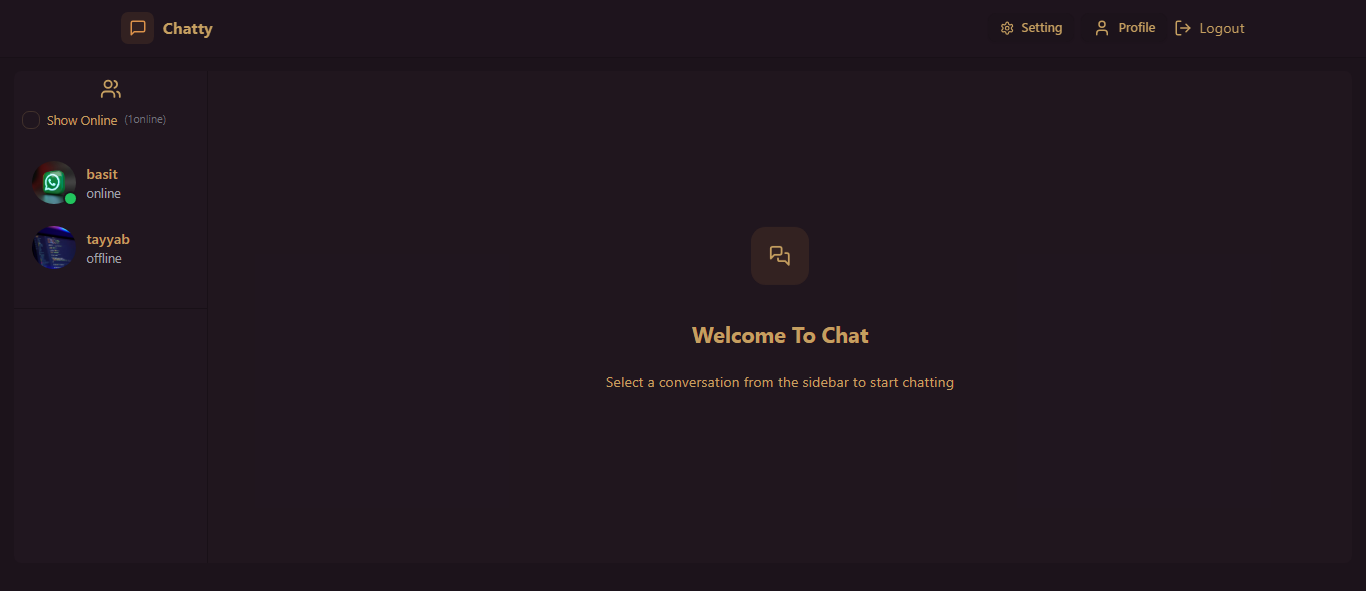 Chatty
Setting
Profile
Logout
Show Online (1online)
basit
online
tayyab
offline
Welcome To Chat
Select a conversation from the sidebar to start chatting